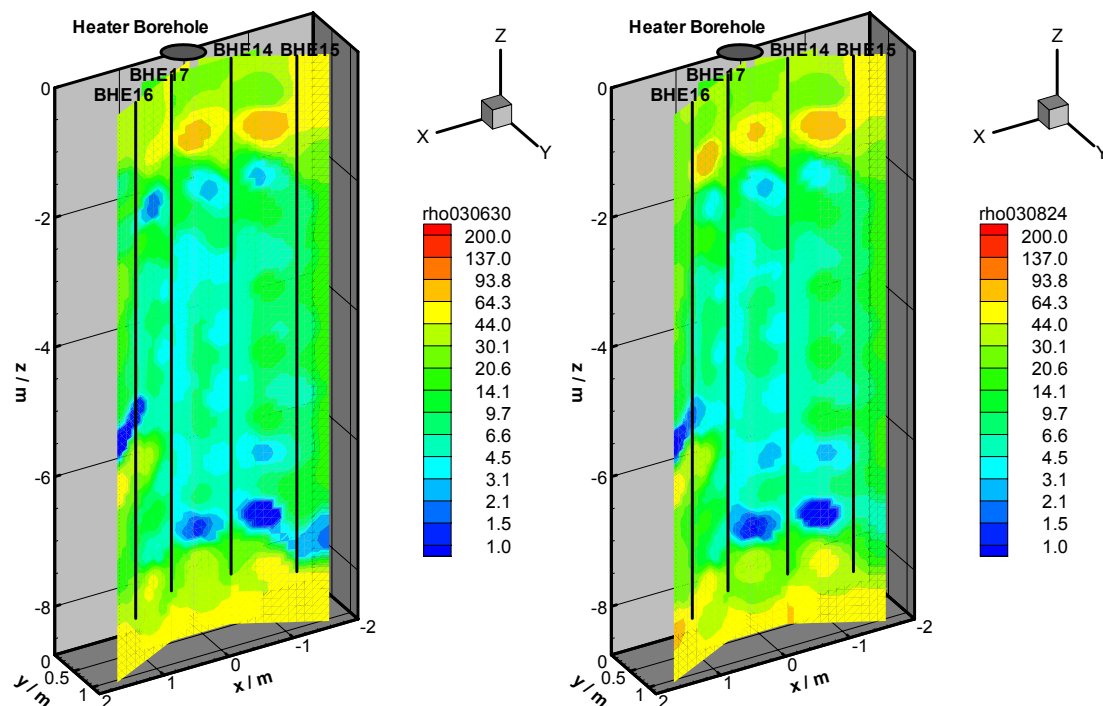 Heater Borehole
BHE14 BHE15
BHE17
BHE16
0
-2
-4
-6
-8
z / m
0
0.5
1
2
y / m
1
0
-1
-2
x / m
Z
X
Y
rho030630
200.0
137.0
93.8
64.3
44.0
30.1
20.6
14.1
9.7
6.6
4.5
3.1
2.1
1.5
1.0
Heater Borehole
BHE14 BHE15
BHE17
BHE16
0
-2
-4
-6
-8
z / m
0
0.5
1
2
y / m
1
0
-1
-2
x / m
Z
X
Y
rho030824
200.0
137.0
93.8
64.3
44.0
30.1
20.6
14.1
9.7
6.6
4.5
3.1
2.1
1.5
1.0